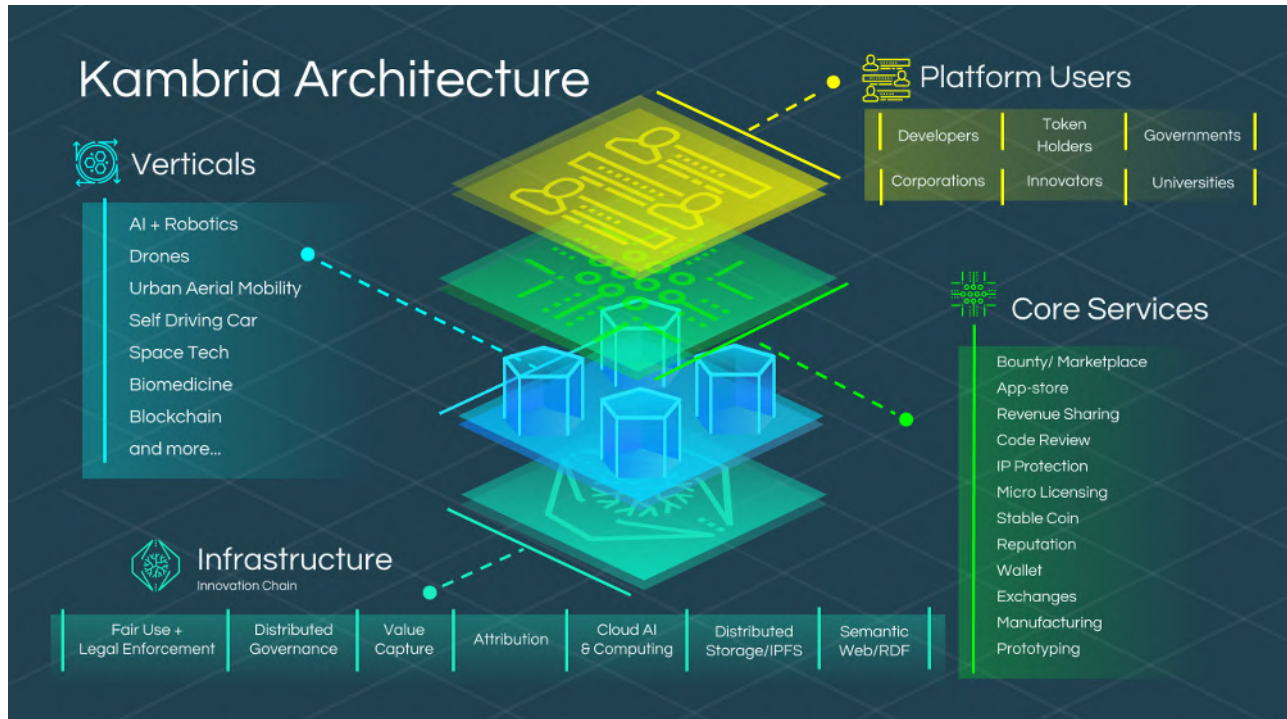 Kambria Architecture
Platform Users
Developers
Token
Holders
Governments
Corporations
Innovators
Universities
Verticals
AI + Robotics
Drones
Urban Aerial Mobility
Self Driving Car
Space Tech
Biomedicine
Blockchain
and more...
Core Services
Bounty/ Marketplace
App-store
Revenue Sharing
Code Review
IP Protection
Micro Licensing
Stable Coin
Reputation
Wallet
Exchanges
Manufacturing
Prototyping
Infrastructure
Innovation Chain
Fair Use +
Legal Enforcement
Distributed
Governance
Value
Capture
Attribution
Cloud AI
& Computing
Distributed
Storage/IPFS
Semantic
Web/RDF